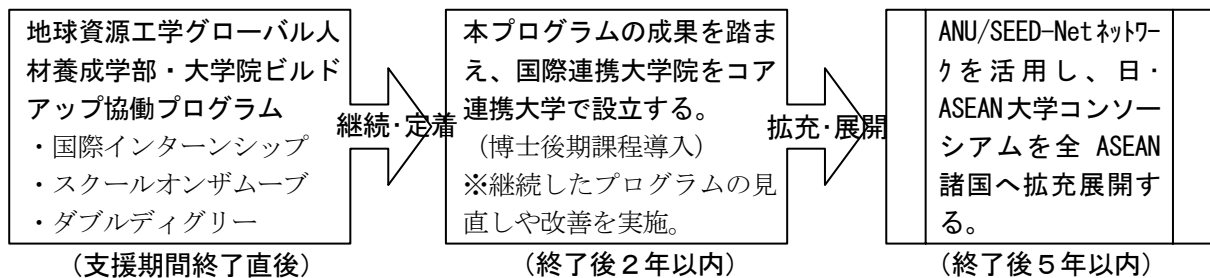 地球資源工学グローバル人
材養成学部・大学院ビルド
アップ協働プログラム
・国際インターンシップ
・スクールオンザムーブ
・ダブルディグリー
(支援期間終了直後)
継続・定着
本プログラムの成果を踏ま
え、国際連携大学院をコア
連携大学で設立する。
(博士後期課程導入)
※継続したプログラムの見
直しや改善を実施。
(終了後2年以内)
拡充・展開
ANU/SEED-Netネットワー
クを活用し、日・
ASEAN大学コンソー
シアムを全 ASEAN
諸国へ拡充展開す
る。
(終了後5年以内)